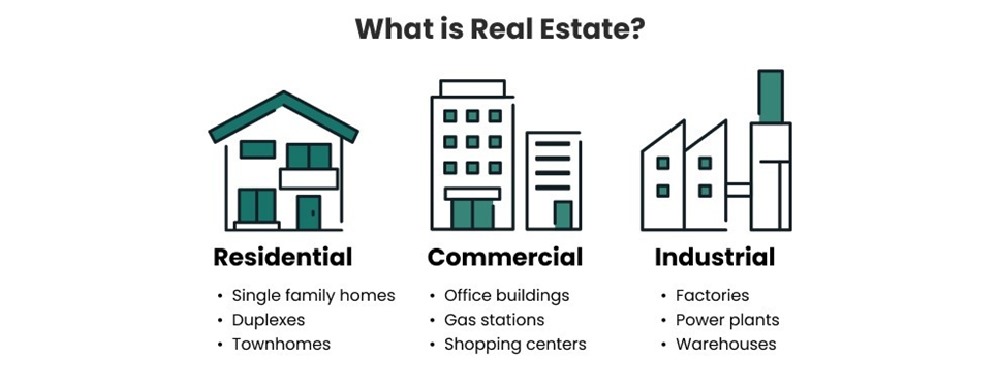 What is Real Estate?
Residential
• Single family homes
• Duplexes
• Townhomes
Commercial
• Office buildings
• Gas stations
• Shopping centers
Industrial
• Factories
• Power plants
• Warehouses